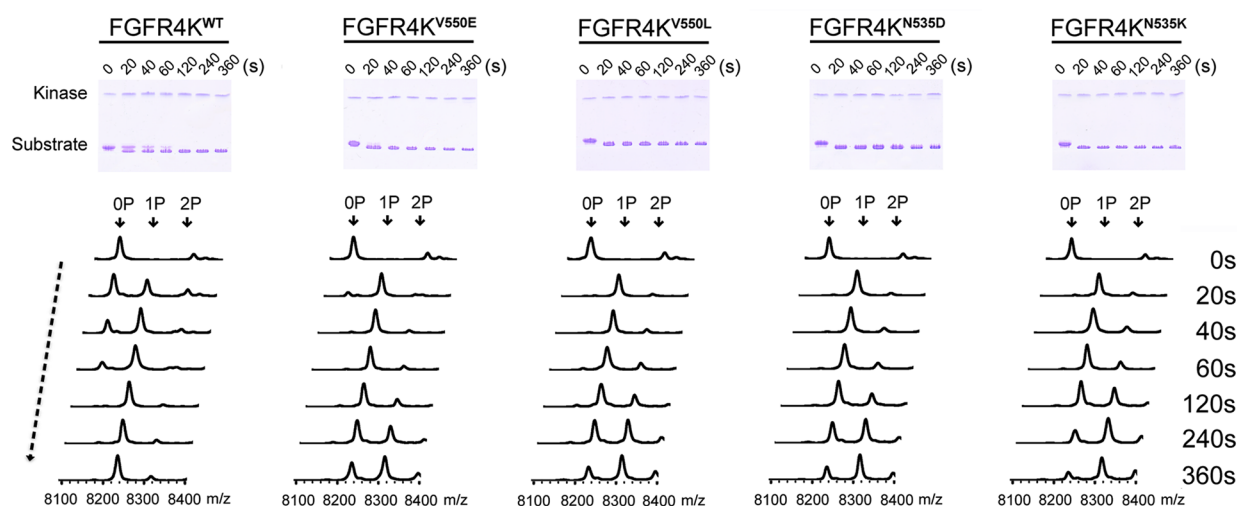 FGFR4K^WT FGFR4K^V550E FGFR4K^V550L FGFR4K^N535D FGFR4K^N535K
0 20 40 60 120 240 360 (s) 0 20 40 60 120 240 360 (s) 0 20 40 60 120 240 360 (s) 0 20 40 60 120 240 360 (s) 0 20 40 60 120 240 360 (s)
Kinase
Substrate
0P 1P 2P 0P 1P 2P 0P 1P 2P 0P 1P 2P 0P 1P 2P
0s
20s
40s
60s
120s
240s
360s
8100 8200 8300 8400 m/z 8100 8200 8300 8400 m/z 8100 8200 8300 8400 m/z 8100 8200 8300 8400 m/z 8100 8200 8300 8400 m/z